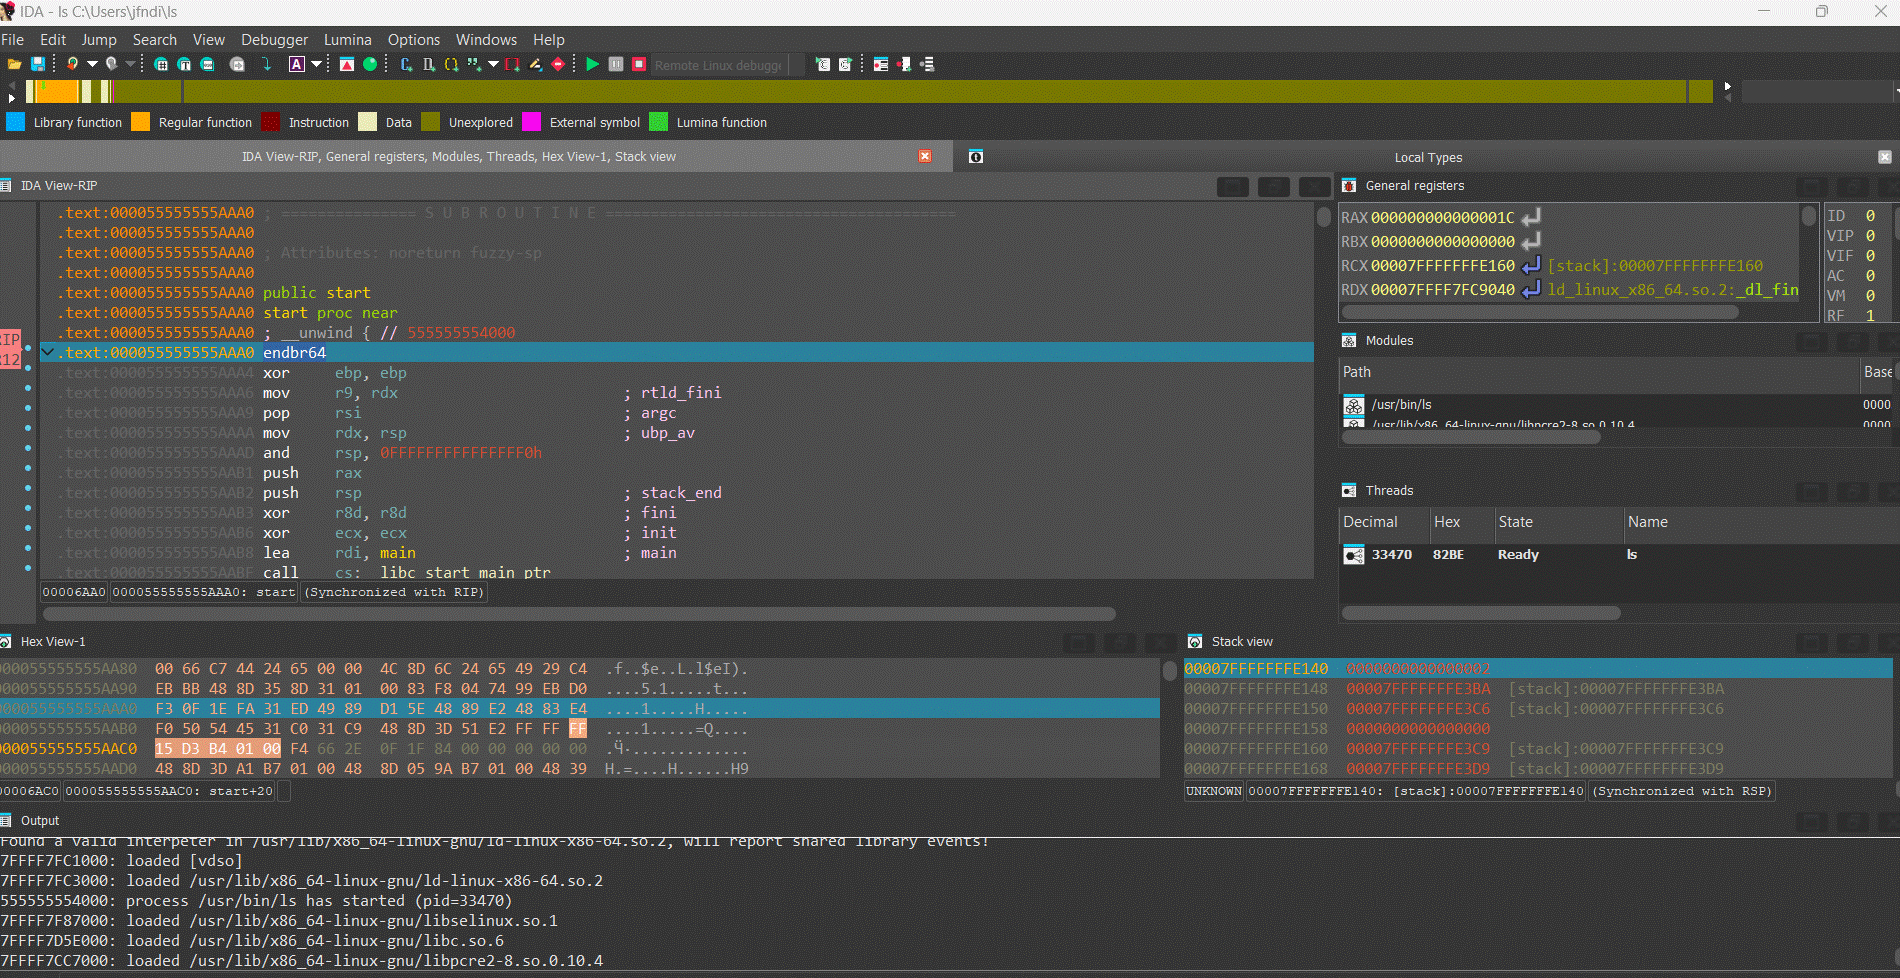 IDA - ls C:\Users\jfndi\ls
File Edit Jump Search View Debugger Lumina Options Windows Help
Remote Linux debugge
Library function Regular function Instruction Data Unexplored External symbol Lumina function
IDA View-RIP, General registers, Modules, Threads, Hex View-1, Stack view
Local Types
IDA View-RIP
.text:000055555555AAA0 ; =============== S U B R O U T I N E =======================================
.text:000055555555AAA0
.text:000055555555AAA0 ; Attributes: noreturn fuzzy-sp
.text:000055555555AAA0
.text:000055555555AAA0 public start
.text:000055555555AAA0 start proc near
.text:000055555555AAA0 ; __unwind { // 555555554000
RIP
R12
.text:000055555555AAA0 endbr64
.text:000055555555AAA4 xor ebp, ebp
.text:000055555555AAA6 mov r9, rdx ; rtld_fini
.text:000055555555AAA9 pop rsi ; argc
.text:000055555555AAAA mov rdx, rsp ; ubp_av
.text:000055555555AAAD and rsp, 0FFFFFFFFFFFFFFF0h
.text:000055555555AAB1 push rax
.text:000055555555AAB2 push rsp ; stack_end
.text:000055555555AAB3 xor r8d, r8d ; fini
.text:000055555555AAB6 xor ecx, ecx ; init
.text:000055555555AAB8 lea rdi, main ; main
.text:000055555555AABF call cs:__libc_start_main_ptr
00006AA0 000055555555AAA0: start (Synchronized with RIP)
General registers
RAX 000000000000001C
RBX 0000000000000000
RCX 00007FFFFFFFE160 [stack]:00007FFFFFFFE160
RDX 00007FFFF7FC9040 ld_linux_x86_64.so.2:_dl_fin
ID 0
VIP 0
VIF 0
AC 0
VM 0
RF 1
Modules
Path Base
/usr/bin/ls 0000
/usr/lib/x86_64-linux-gnu/libpcre2-8.so.0.10.4 0000
Threads
Decimal Hex State Name
33470 82BE Ready ls
Hex View-1
000055555555AA80 00 66 C7 44 24 65 00 00 4C 8D 6C 24 65 49 29 C4 .f..$e..L.l$eI).
000055555555AA90 EB BB 48 8D 35 8D 31 01 00 83 F8 04 74 99 EB D0 ....5.1.....t...
000055555555AAA0 F3 0F 1E FA 31 ED 49 89 D1 5E 48 89 E2 48 83 E4 ....1.....H.....
000055555555AAB0 F0 50 54 45 31 C0 31 C9 48 8D 3D 51 E2 FF FF FF ....1.....=Q....
000055555555AAC0 15 D3 B4 01 00 F4 66 2E 0F 1F 84 00 00 00 00 00
000055555555AAD0 48 8D 3D A1 B7 01 00 48 8D 05 9A B7 01 00 48 39 H.=....H......H9
00006AC0 000055555555AAC0: start+20
Stack view
00007FFFFFFFE140 0000000000000002
00007FFFFFFFE148 00007FFFFFFFE3BA [stack]:00007FFFFFFFE3BA
00007FFFFFFFE150 00007FFFFFFFE3C6 [stack]:00007FFFFFFFE3C6
00007FFFFFFFE158 0000000000000000
00007FFFFFFFE160 00007FFFFFFFE3C9 [stack]:00007FFFFFFFE3C9
00007FFFFFFFE168 00007FFFFFFFE3D9 [stack]:00007FFFFFFFE3D9
UNKNOWN 00007FFFFFFFE140: [stack]:00007FFFFFFFE140 (Synchronized with RSP)
Output
Found a valid interpeter in /usr/lib/x86_64-linux-gnu/ld-linux-x86-64.so.2, will report shared library events!
7FFFF7FC1000: loaded [vdso]
7FFFF7FC3000: loaded /usr/lib/x86_64-linux-gnu/ld-linux-x86-64.so.2
555555554000: process /usr/bin/ls has started (pid=33470)
7FFFF7F87000: loaded /usr/lib/x86_64-linux-gnu/libselinux.so.1
7FFFF7D5E000: loaded /usr/lib/x86_64-linux-gnu/libc.so.6
7FFFF7CC7000: loaded /usr/lib/x86_64-linux-gnu/libpcre2-8.so.0.10.4